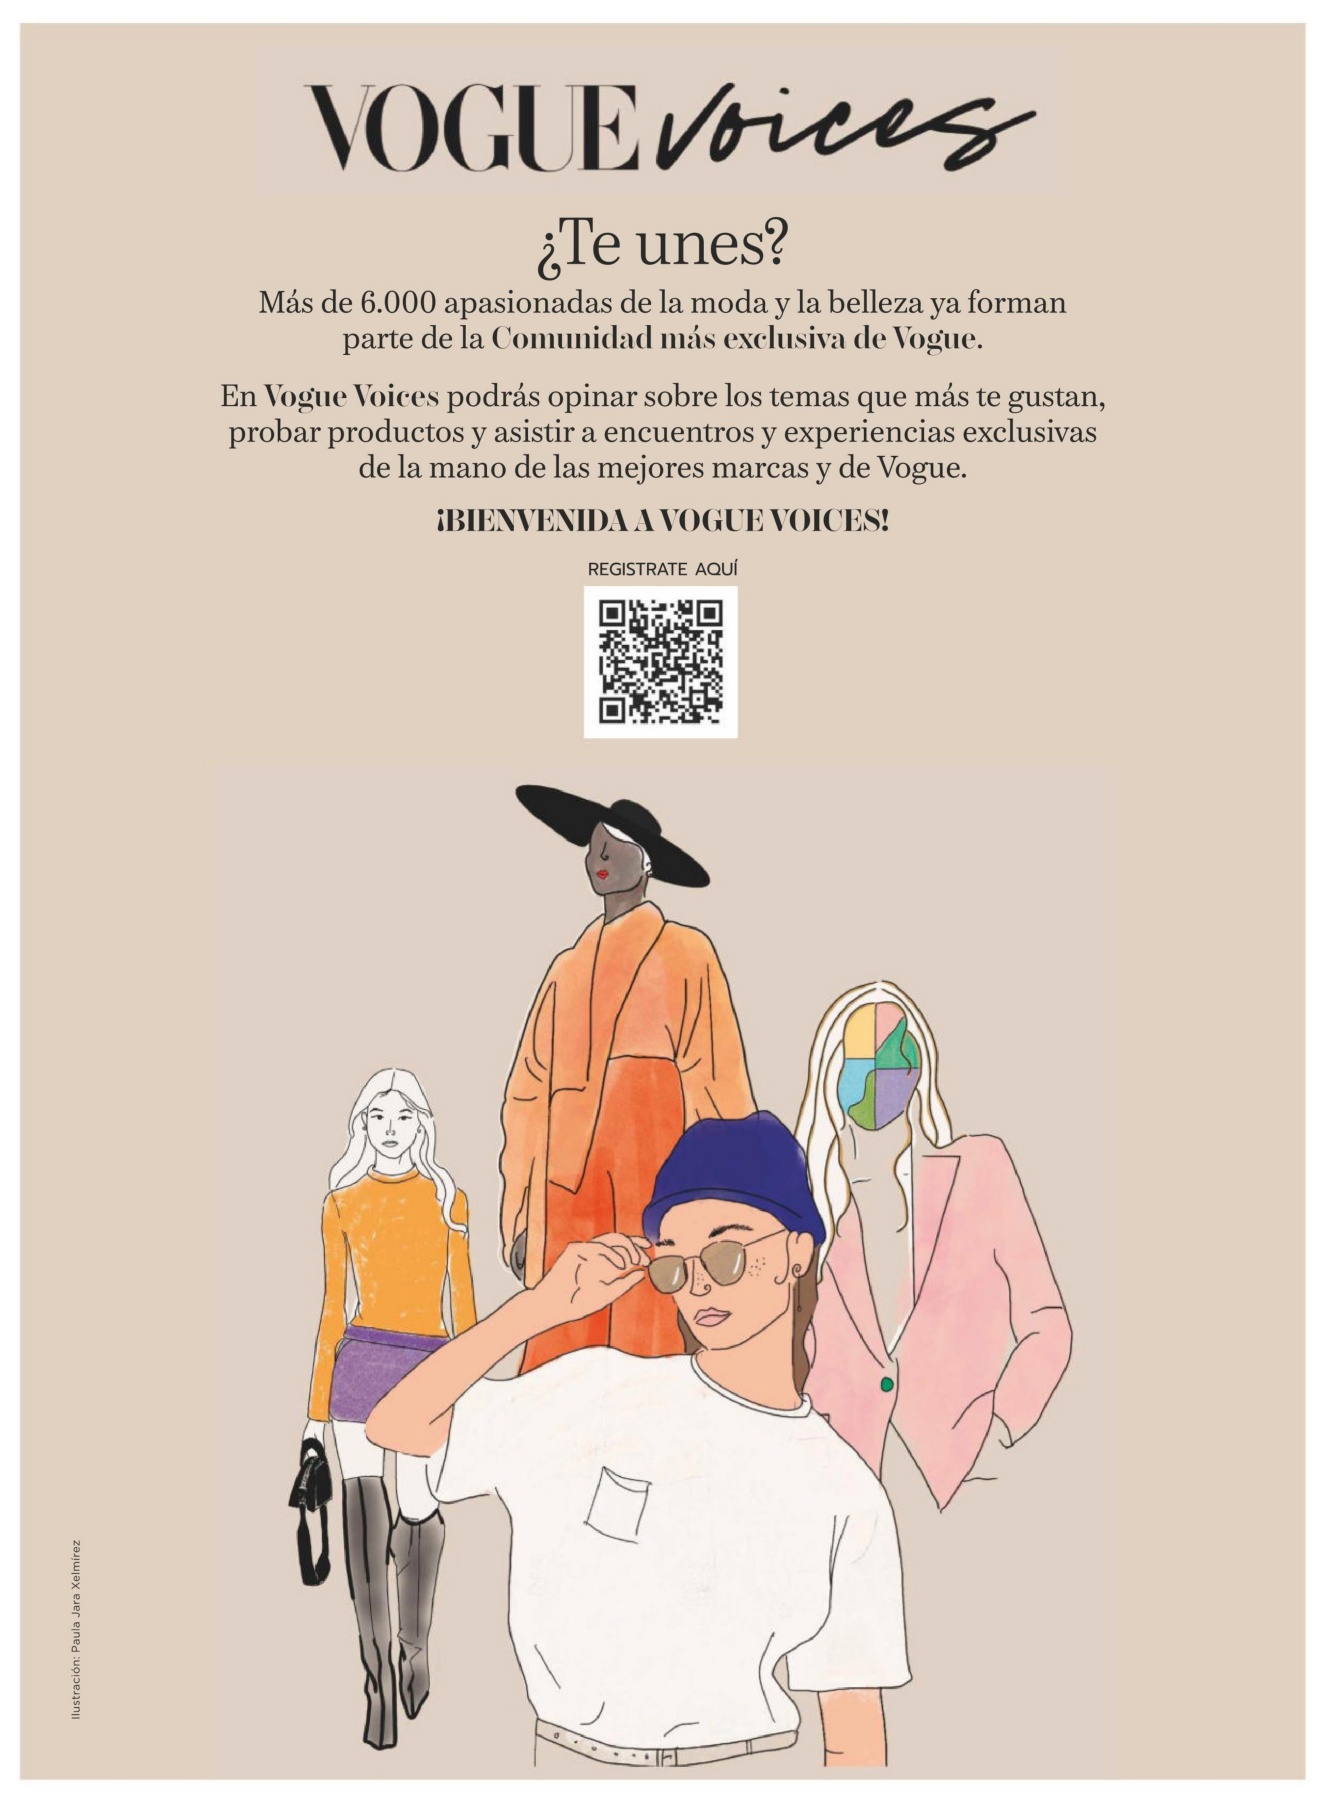 VOGUE voices
¿Te unes?
Más de 6.000 apasionadas de la moda y la belleza ya forman
parte de la Comunidad más exclusiva de Vogue.
En Vogue Voices podrás opinar sobre los temas que más te gustan,
probar productos y asistir a encuentros y experiencias exclusivas
de la mano de las mejores marcas y de Vogue.
¡BIENVENIDA A VOGUE VOICES!
REGISTRATE AQUÍ
Ilustración: Paula Jara Xelmírez